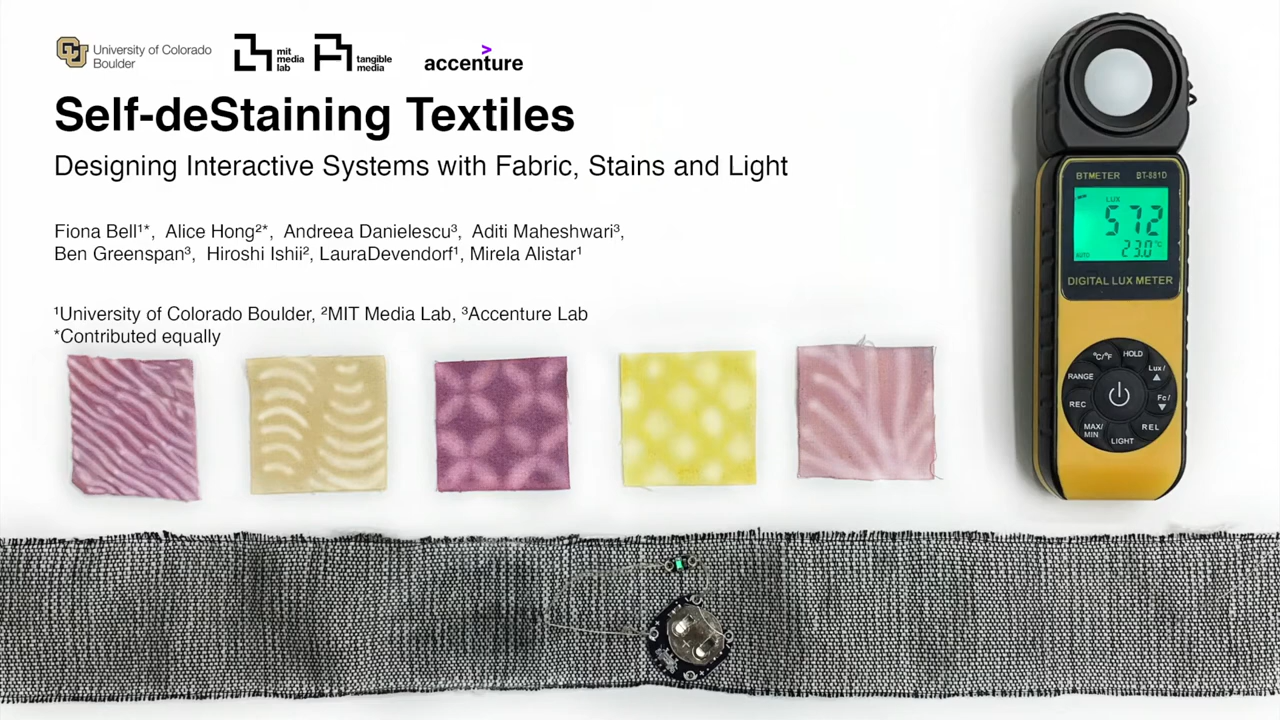 University of Colorado
Boulder
mit
media
lab
tangible
media
accenture
Self-deStaining Textiles
Designing Interactive Systems with Fabric, Stains and Light
Fiona Bell¹*, Alice Hong²*, Andreea Danielescu³, Aditi Maheshwari³,
Ben Greenspan³, Hiroshi Ishii², LauraDevendorf¹, Mirela Alistar¹
¹University of Colorado Boulder, ²MIT Media Lab, ³Accenture Lab
*Contributed equally
BTMETER BT-881D
LUX
572
AUTO 23.0 °C
DIGITAL LUX METER
°C/°F HOLD
RANGE Lux/▲
REC Fc/▼
MAX/MIN REL
LIGHT